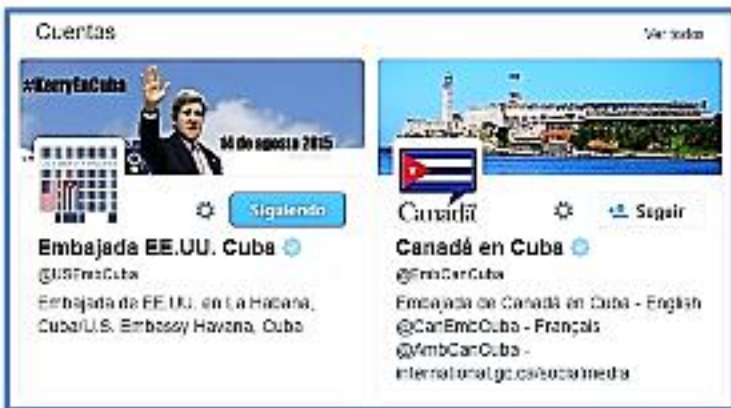 Cuentas
Ver todos
#KerryEnCuba
14 de agosto 2015
Siguiendo
Embajada EE.UU. Cuba
@USEmbCuba
Embajada de EE.UU. en La Habana,
Cuba/U.S. Embassy Havana, Cuba
Canadä
Seguir
Canadá en Cuba
@EmbCanCuba
Embajada de Canadá en Cuba - English
@CanEmbCuba - Français
@AmbCanCuba -
international.gc.ca/socialmedia